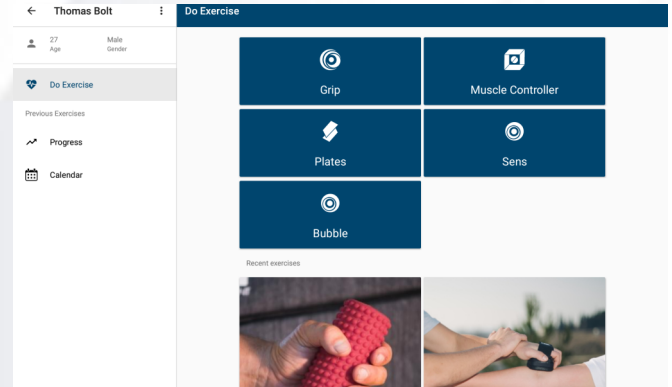 Thomas Bolt
27 Male
Age Gender
Do Exercise
Previous Exercises
Progress
Calendar
Do Exercise
Grip
Muscle Controller
Plates
Sens
Bubble
Recent exercises